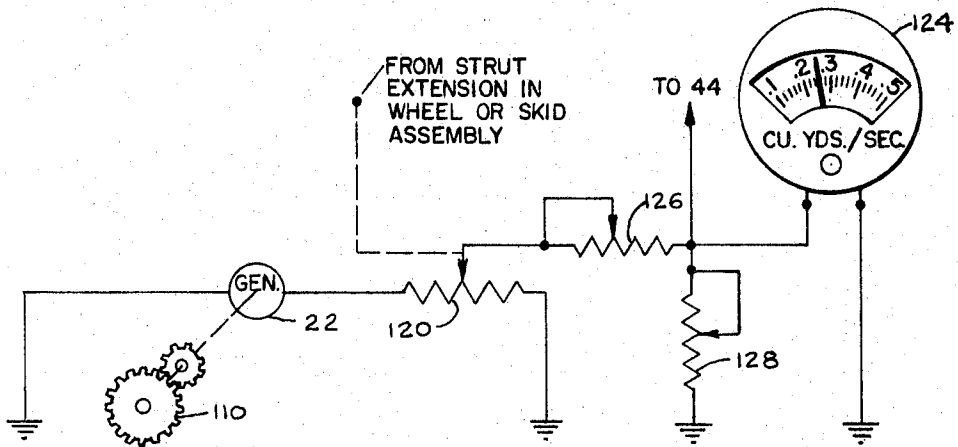 124
FROM STRUT
EXTENSION IN
WHEEL OR SKID
ASSEMBLY
TO 44
.1 .2 .3 .4 .5
CU. YDS./SEC.
126
GEN.
22
120
128
110